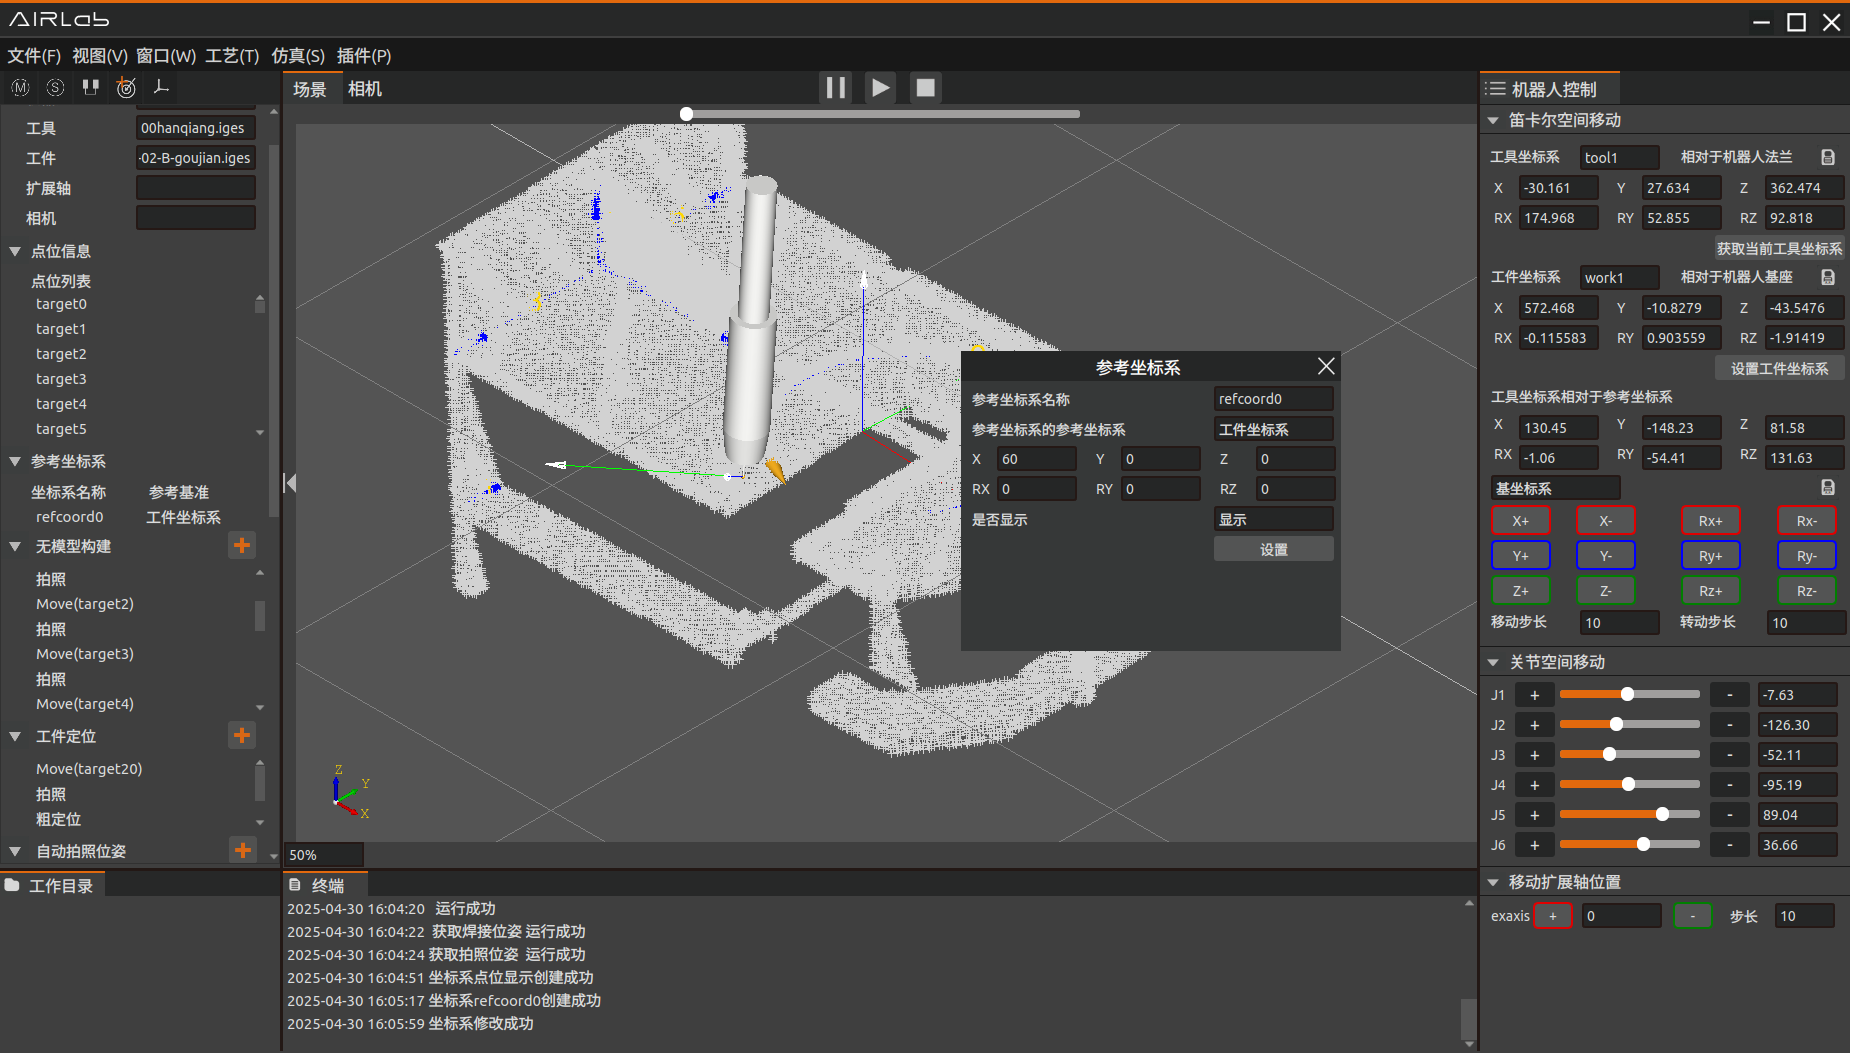 AIRLab
文件(F) 视图(V) 窗口(W) 工艺(T) 仿真(S) 插件(P)
M S
工具 00hanqiang.iges
工件 -02-B-goujian.iges
扩展轴
相机
点位信息
点位列表
target0
target1
target2
target3
target4
target5
参考坐标系
坐标系名称 参考基准
refcoord0 工件坐标系
无模型构建 +
拍照
Move(target2)
拍照
Move(target3)
拍照
Move(target4)
工件定位 +
Move(target20)
拍照
粗定位
自动拍照位姿 +
工作目录
场景 相机
Z
Y
X
50%
参考坐标系
参考坐标系名称 refcoord0
参考坐标系的参考坐标系 工件坐标系
X 60 Y 0 Z 0
RX 0 RY 0 RZ 0
是否显示 显示
设置
终端
2025-04-30 16:04:20 运行成功
2025-04-30 16:04:22 获取焊接位姿 运行成功
2025-04-30 16:04:24 获取拍照位姿 运行成功
2025-04-30 16:04:51 坐标系点位显示创建成功
2025-04-30 16:05:17 坐标系refcoord0创建成功
2025-04-30 16:05:59 坐标系修改成功
机器人控制
笛卡尔空间移动
工具坐标系 tool1 相对于机器人法兰
X -30.161 Y 27.634 Z 362.474
RX 174.968 RY 52.855 RZ 92.818
获取当前工具坐标系
工件坐标系 work1 相对于机器人基座
X 572.468 Y -10.8279 Z -43.5476
RX -0.115583 RY 0.903559 RZ -1.91419
设置工件坐标系
工具坐标系相对于参考坐标系
X 130.45 Y -148.23 Z 81.58
RX -1.06 RY -54.41 RZ 131.63
基坐标系
X+ X- Rx+ Rx-
Y+ Y- Ry+ Ry-
Z+ Z- Rz+ Rz-
移动步长 10 转动步长 10
关节空间移动
J1 + - -7.63
J2 + - -126.30
J3 + - -52.11
J4 + - -95.19
J5 + - 89.04
J6 + - 36.66
移动扩展轴位置
exaxis + 0 - 步长 10